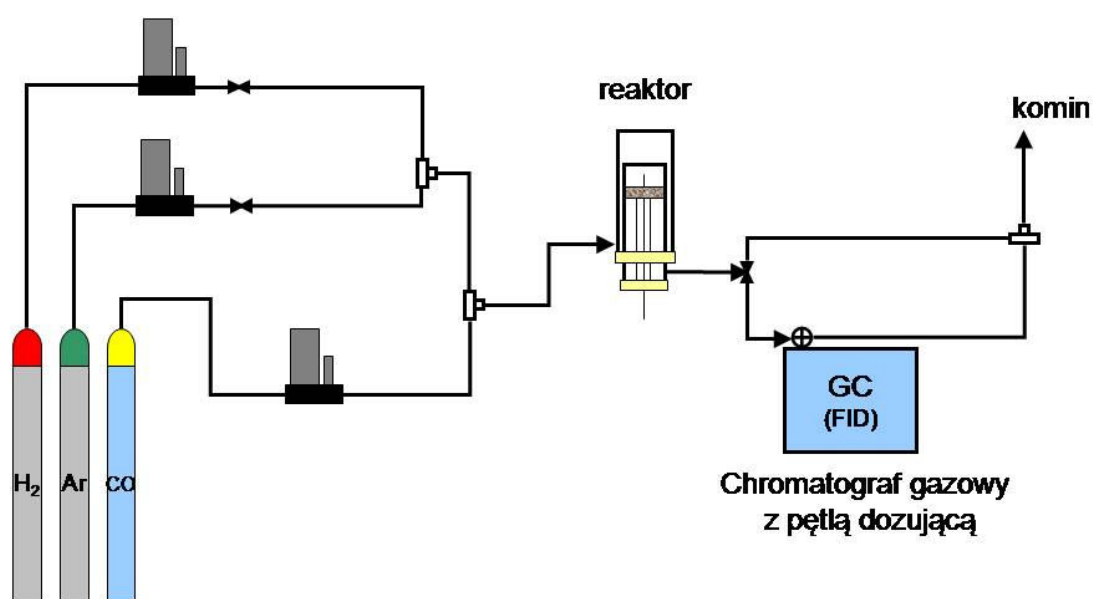 reaktor
komin
H₂
Ar
CO
GC
(FID)
Chromatograf gazowy
z pętlą dozującą